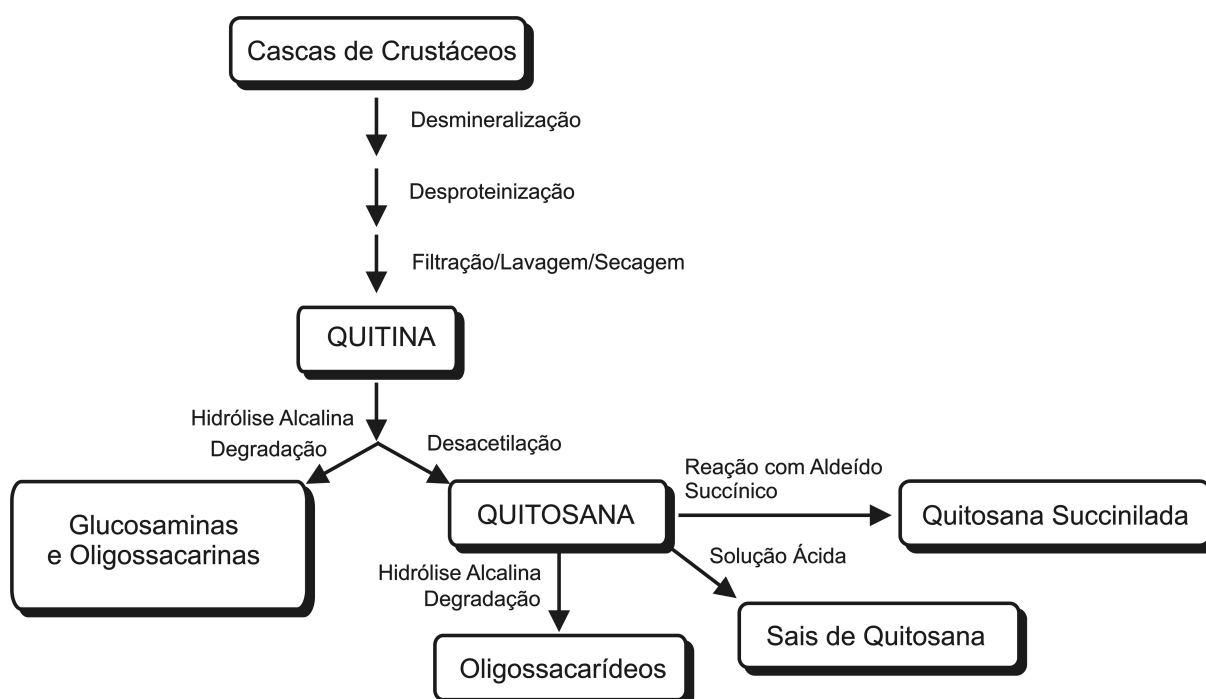 Cascas de Crustáceos
Desmineralização
Desproteinização
Filtração/Lavagem/Secagem
QUITINA
Hidrólise Alcalina
Degradação
Desacetilação
Glucosaminas
e Oligossacarinas
QUITOSANA
Reação com Aldeído
Succínico
Quitosana Succinilada
Solução Ácida
Hidrólise Alcalina
Degradação
Sais de Quitosana
Oligossacarídeos